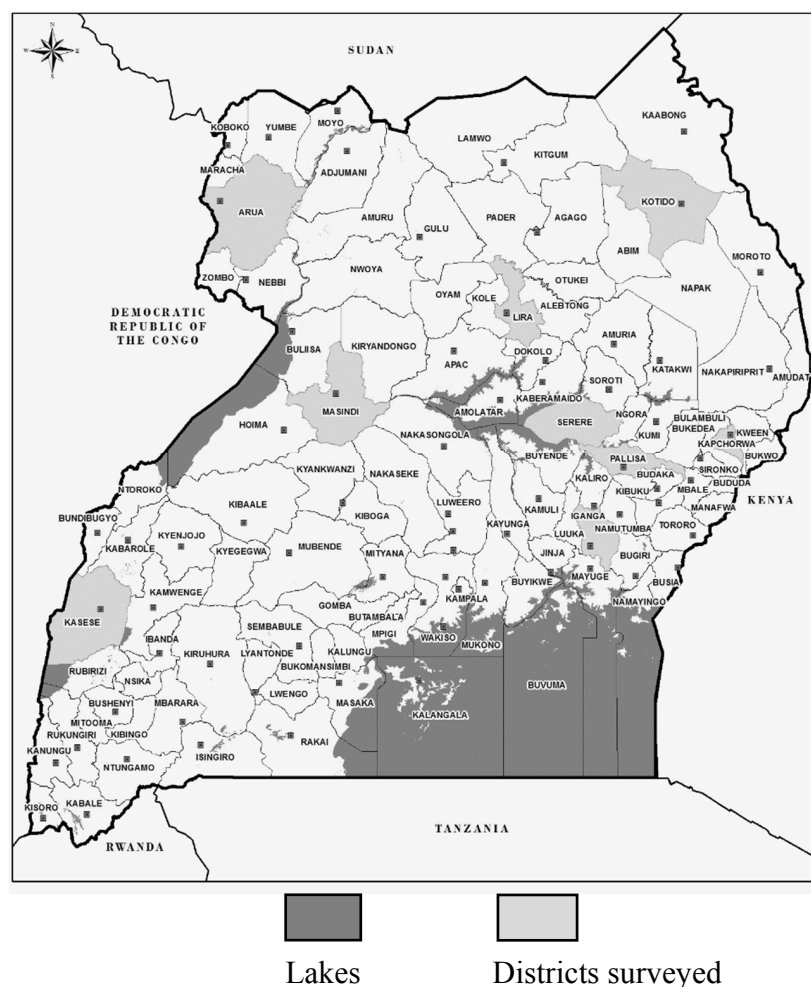 SUDAN
N
W E
S
KAABONG
MOYO
KOBOKO YUMBE
LAMWO
KITGUM
MARACHA
ADJUMANI
KOTIDO
ARUA
AMURU
PADER AGAGO
GULU
ABIM
MOROTO
ZOMBO NEBBI
NWOYA
OTUKEI
NAPAK
OYAM KOLE
ALEBTONG
DEMOCRATIC
REPUBLIC OF
THE CONGO
LIRA
BULIISA KIRYANDONGO
AMURIA
APAC DOKOLO
KATAKWI NAKAPIRIPRIT
AMUDAT
SOROTI
KABERAMAIDO
MASINDI
AMOLATAR
SERERE NGORA
BULAMBULI
HOIMA
KUMI BUKEDEA KWEEN
KAPCHORWA
NAKASONGOLA
BUYENDE
PALLISA
BUKWO
SIRONKO
KYANKWANZI NAKASEKE
BUDAKA
KALIRO
BUDUDA
NTOROKO
KIBAALE
KIBUKU MBALE
KENYA
KIBOGA
LUWEERO
KAMULI
MANAFWA
BUNDIBUGYO
IGANGA
KAYUNGA
NAMUTUMBA TORORO
KYENJOJO
LUUKA
KABAROLE
KYEGEGWA MUBENDE
MITYANA
JINJA
BUGIRI
MAYUGE
BUYIKWE
BUSIA
KAMWENGE
KAMPALA
NAMAYINGO
GOMBA
BUTAMBALA
KASESE
SEMBABULE
MPIGI
WAKISO
IBANDA
KIRUHURA LYANTONDE KALUNGU
MUKONO
BUKOMANSIMBI
RUBIRIZI
NSIKA
BUVUMA
LWENGO
MASAKA
KALANGALA
BUSHENYI MBARARA
MITOOMA
RUKUNGIRI KIBINGO
RAKAI
KANUNGU
ISINGIRO
NTUNGAMO
KISORO KABALE
TANZANIA
RWANDA
Lakes Districts surveyed